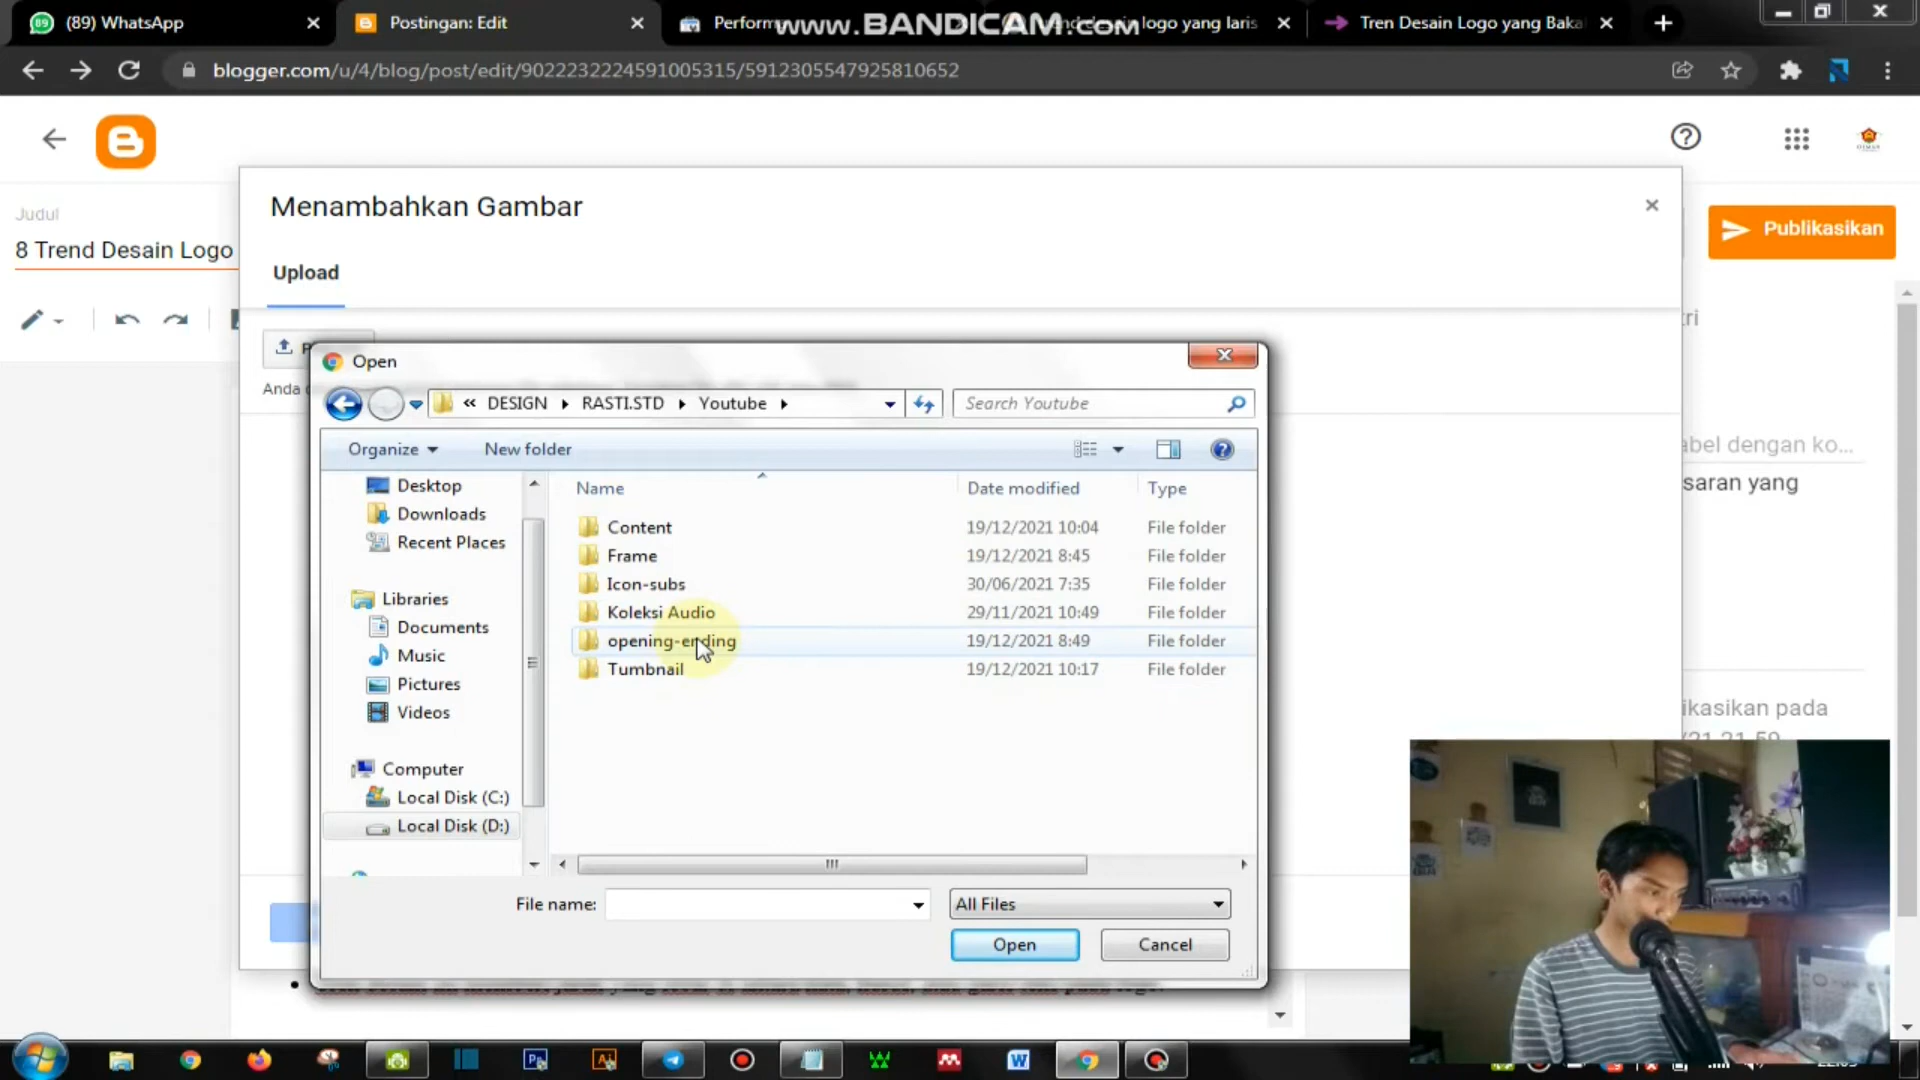 (89) WhatsApp
Postingan: Edit
www.BANDICAM.com
logo yang laris
Tren Desain Logo yang Baka
blogger.com/u/4/blog/post/edit/9022232224591005315/5912305547925810652
Menambahkan Gambar
Judul
8 Trend Desain Logo
Publikasikan
Upload
Anda
Open
« DESIGN RASTI.STD Youtube
Search Youtube
Organize
New folder
Name
Date modified
Type
Content 19/12/2021 10:04 File folder
Frame 19/12/2021 8:45 File folder
Icon-subs 30/06/2021 7:35 File folder
Koleksi Audio 29/11/2021 10:49 File folder
opening-ending 19/12/2021 8:49 File folder
Tumbnail 19/12/2021 10:17 File folder
Desktop
Downloads
Recent Places
Libraries
Documents
Music
Pictures
Videos
Computer
Local Disk (C:)
Local Disk (D:)
File name:
All Files
Open
Cancel
abel dengan ko...
saran yang
ikasikan pada